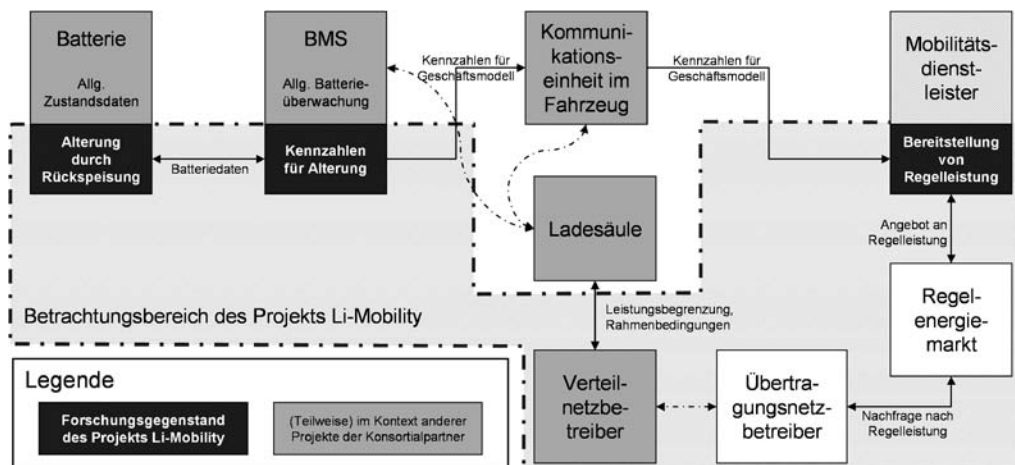 Batterie
Allg.
Zustandsdaten
Alterung
durch
Rückspeisung
Batteriedaten
BMS
Allg. Batterie-
überwachung
Kennzahlen
für Alterung
Kennzahlen für
Geschäftsmodell
Kommuni-
kations-
einheit im
Fahrzeug
Kennzahlen für
Geschäftsmodell
Mobilitäts-
dienst-
leister
Bereitstellung
von
Regelleistung
Ladesäule
Angebot an
Regelleistung
Betrachtungsbereich des Projekts Li-Mobility
Leistungsbegrenzung,
Rahmenbedingungen
Regel-
energie-
markt
Legende
Forschungsgegenstand
des Projekts Li-Mobility
(Teilweise) im Kontext anderer
Projekte der Konsortialpartner
Verteil-
netzbe-
treiber
Übertra-
gungsnetz-
betreiber
Nachfrage nach
Regelleistung